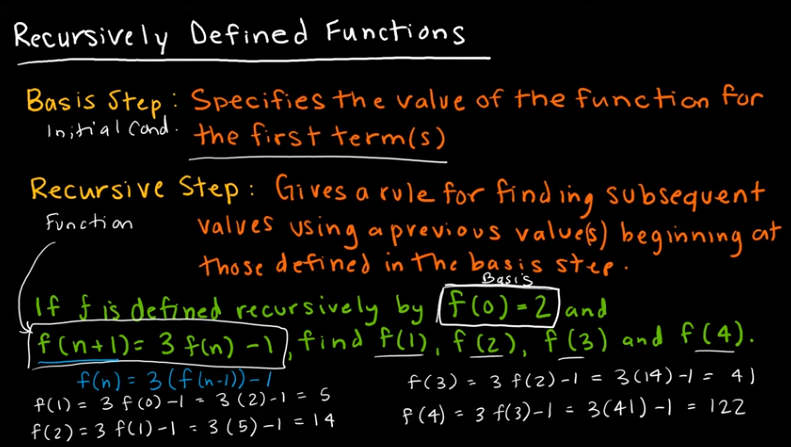 Recursively Defined Functions
Basis Step: Specifies the value of the function for
Initial Cond. the first term(s)
Recursive Step: Gives a rule for finding subsequent
Function values using a previous value(s) beginning at
those defined in the basis step.
Basis
If f is defined recursively by f(0)=2 and
f(n+1)= 3 f(n) -1, find f(1), f(2), f(3) and f(4).
f(n) = 3(f(n-1))-1
f(1) = 3 f(0)-1 = 3(2)-1 = 5
f(2) = 3 f(1)-1 = 3(5)-1 = 14
f(3) = 3 f(2)-1 = 3(14)-1 = 41
f(4) = 3 f(3)-1 = 3(41)-1 = 122